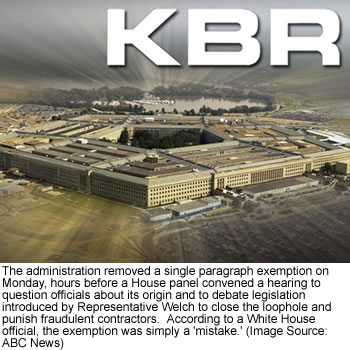 KBR
The administration removed a single paragraph exemption on
Monday, hours before a House panel convened a hearing to
question officials about its origin and to debate legislation
introduced by Representative Welch to close the loophole and
punish fraudulent contractors.  According to a White House
official, the exemption was simply a 'mistake.' (Image Source:
ABC News)